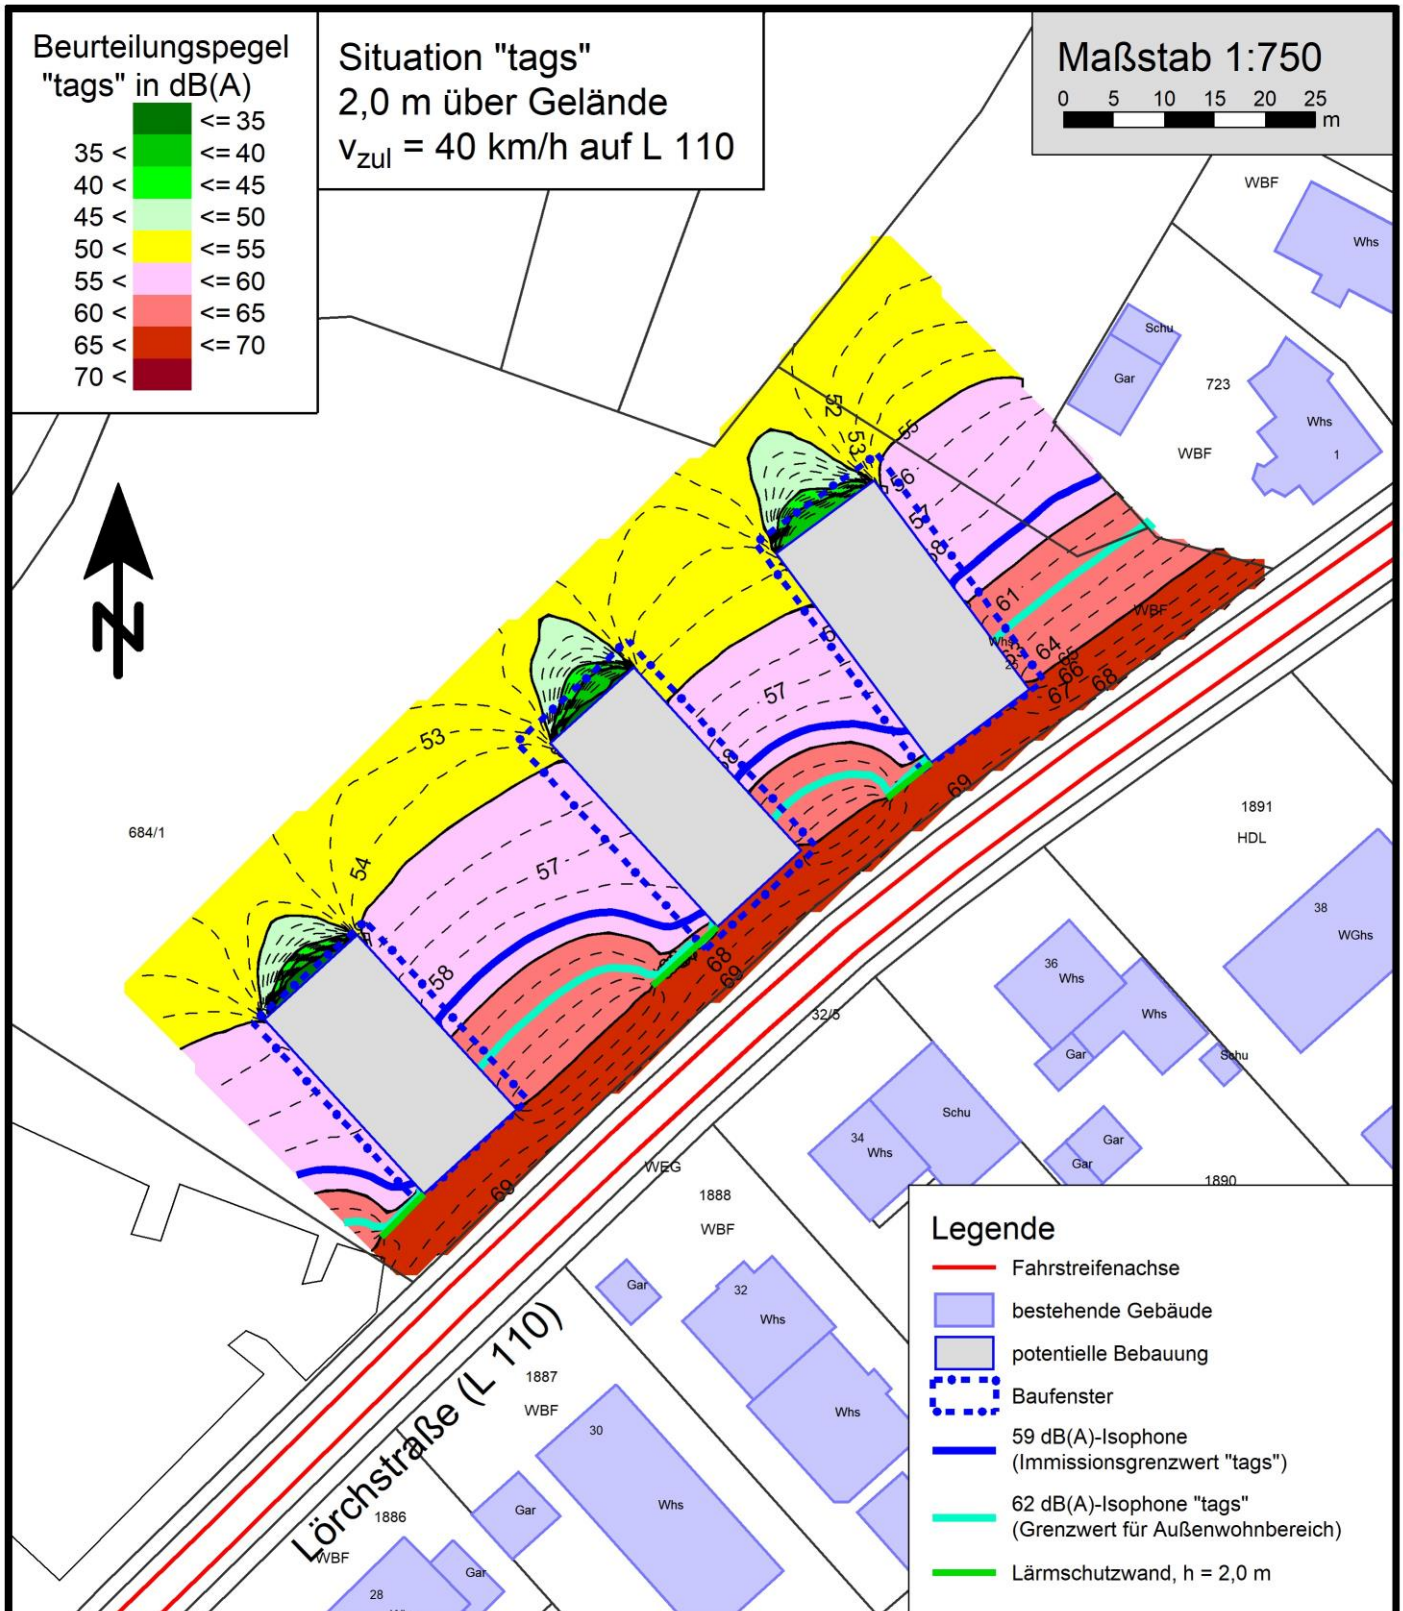 Beurteilungspegel
"tags" in dB(A)
<= 35
35 < <= 40
40 < <= 45
45 < <= 50
50 < <= 55
55 < <= 60
60 < <= 65
65 < <= 70
70 <
Situation "tags"
2,0 m über Gelände
vzul = 40 km/h auf L 110
Maßstab 1:750
0 5 10 15 20 25
m
WBF
Whs
Schu
Gar
723
Whs
1
WBF
52
53
55
56
57
58
61
WBF
Whs
64
65
66
67
68
57
58
53
69
1891
HDL
684/1
54
57
38
WGhs
58
68
69
36
Whs
Whs
32/5
Gar
Schu
Schu
34
Whs
Gar
Gar
WEG
1888
1890
69
WBF
Gar
32
Whs
Lörchstraße (L 110)
1887
WBF
Whs
30
Whs
Gar
1886
WBF
Gar
28
Legende
Fahrstreifenachse
bestehende Gebäude
potentielle Bebauung
Baufenster
59 dB(A)-Isophone
(Immissionsgrenzwert "tags")
62 dB(A)-Isophone "tags"
(Grenzwert für Außenwohnbereich)
Lärmschutzwand, h = 2,0 m